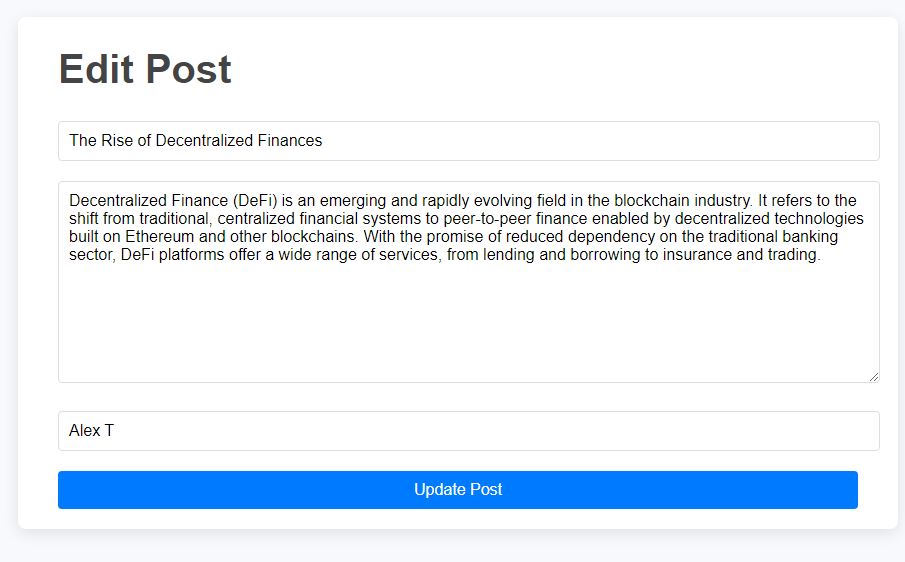 Edit Post
The Rise of Decentralized Finances
Decentralized Finance (DeFi) is an emerging and rapidly evolving field in the blockchain industry. It refers to the
shift from traditional, centralized financial systems to peer-to-peer finance enabled by decentralized technologies
built on Ethereum and other blockchains. With the promise of reduced dependency on the traditional banking
sector, DeFi platforms offer a wide range of services, from lending and borrowing to insurance and trading.
Alex T
Update Post